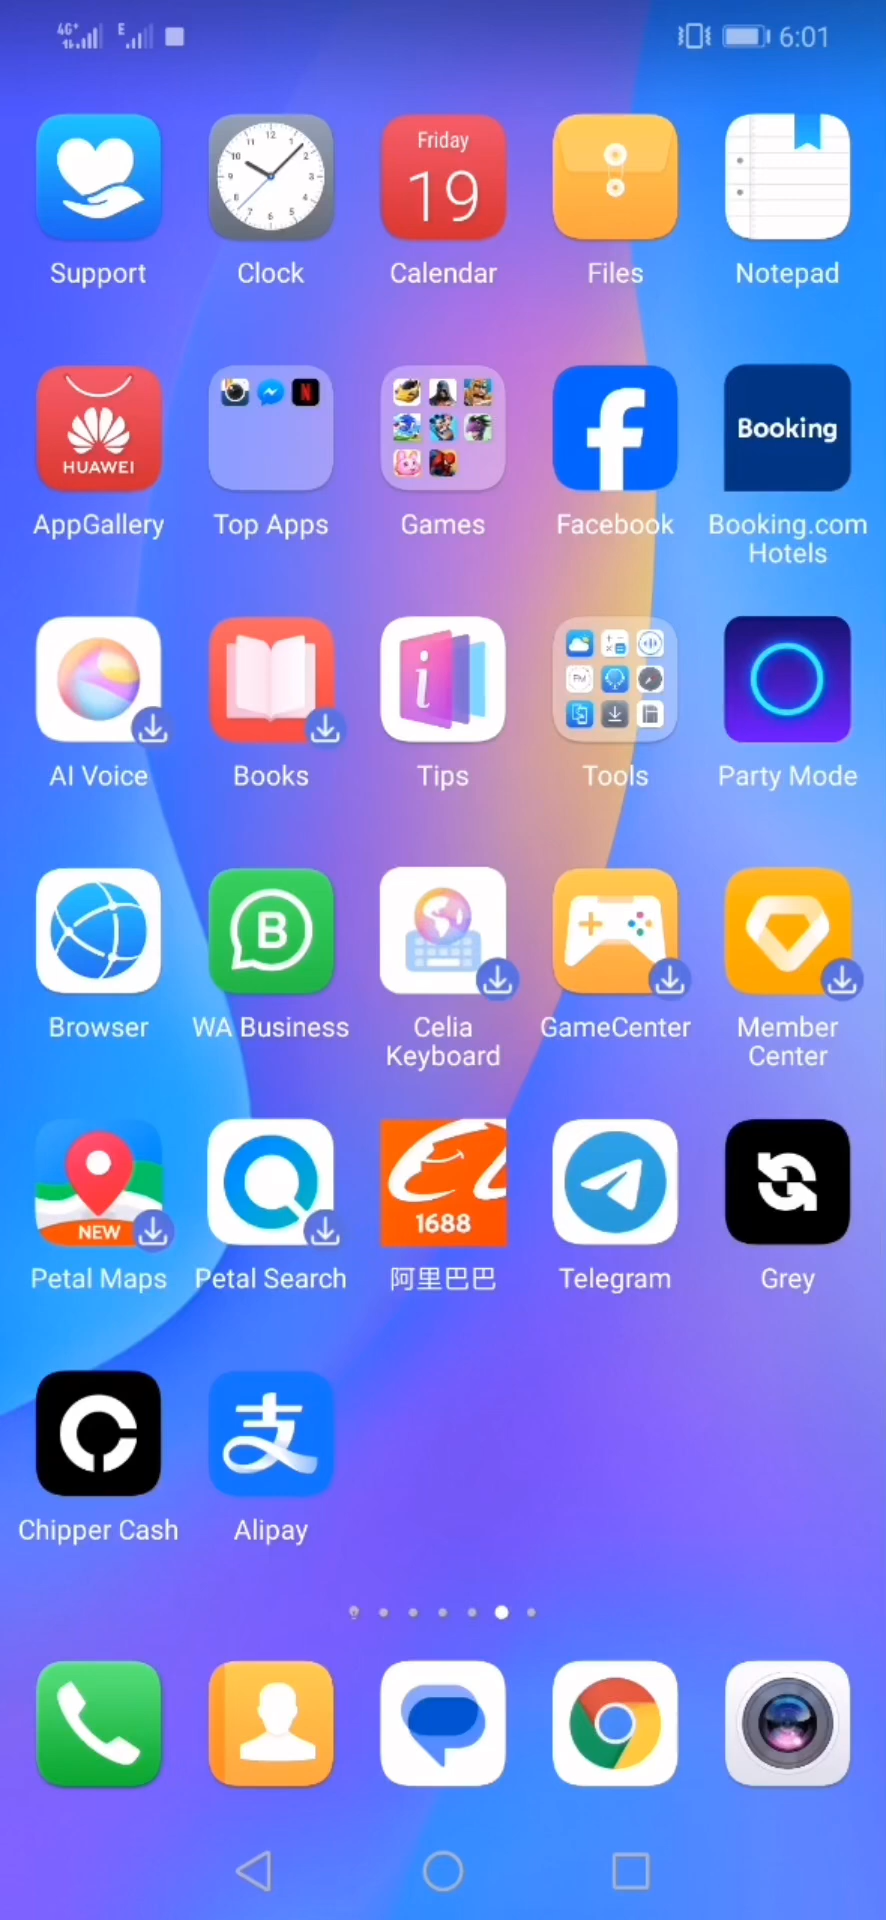 4G+
E
6:01
Friday
19
Support
Clock
Calendar
Files
Notepad
HUAWEI
Booking
AppGallery
Top Apps
Games
Facebook
Booking.com
Hotels
AI Voice
Books
Tips
Tools
Party Mode
Browser
WA Business
Celia
Keyboard
GameCenter
Member
Center
NEW
1688
Petal Maps
Petal Search
阿里巴巴
Telegram
Grey
支
Chipper Cash
Alipay